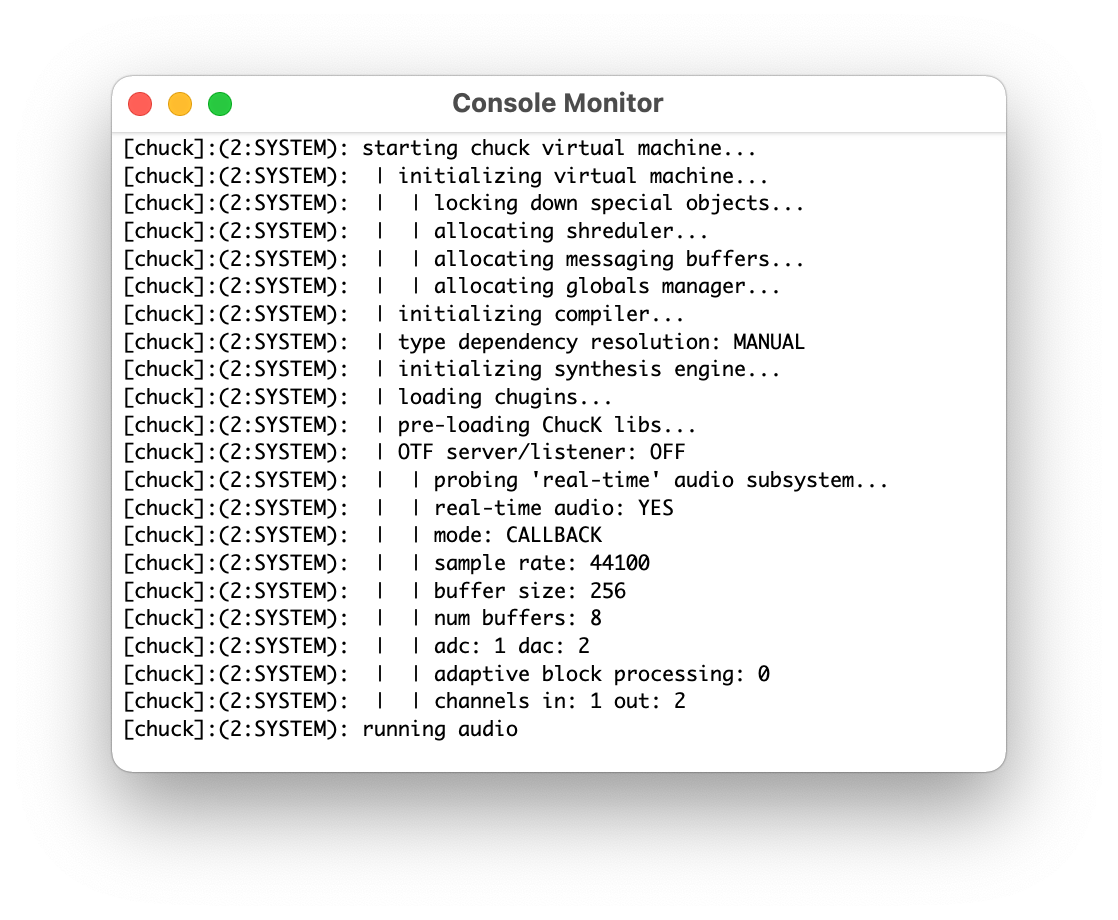 Console Monitor
[chuck]:(2:SYSTEM): starting chuck virtual machine...
[chuck]:(2:SYSTEM):  | initializing virtual machine...
[chuck]:(2:SYSTEM):  |  | locking down special objects...
[chuck]:(2:SYSTEM):  |  | allocating shreduler...
[chuck]:(2:SYSTEM):  |  | allocating messaging buffers...
[chuck]:(2:SYSTEM):  |  | allocating globals manager...
[chuck]:(2:SYSTEM):  | initializing compiler...
[chuck]:(2:SYSTEM):  | type dependency resolution: MANUAL
[chuck]:(2:SYSTEM):  | initializing synthesis engine...
[chuck]:(2:SYSTEM):  | loading chugins...
[chuck]:(2:SYSTEM):  | pre-loading ChucK libs...
[chuck]:(2:SYSTEM):  | OTF server/listener: OFF
[chuck]:(2:SYSTEM):  |  | probing 'real-time' audio subsystem...
[chuck]:(2:SYSTEM):  |  | real-time audio: YES
[chuck]:(2:SYSTEM):  |  | mode: CALLBACK
[chuck]:(2:SYSTEM):  |  | sample rate: 44100
[chuck]:(2:SYSTEM):  |  | buffer size: 256
[chuck]:(2:SYSTEM):  |  | num buffers: 8
[chuck]:(2:SYSTEM):  |  | adc: 1 dac: 2
[chuck]:(2:SYSTEM):  |  | adaptive block processing: 0
[chuck]:(2:SYSTEM):  |  | channels in: 1 out: 2
[chuck]:(2:SYSTEM): running audio